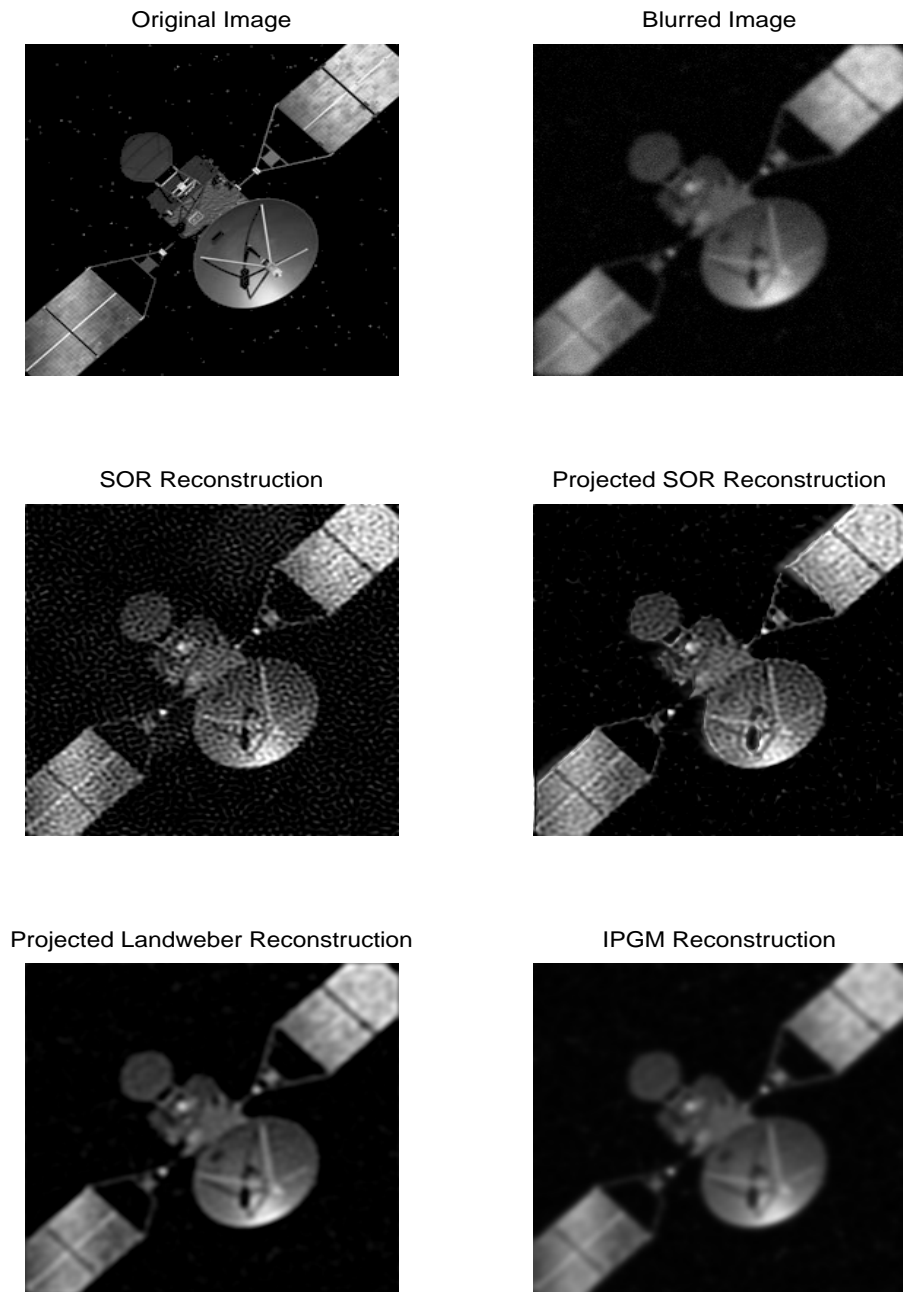 Original Image
Blurred Image
SOR Reconstruction
Projected SOR Reconstruction
Projected Landweber Reconstruction
IPGM Reconstruction